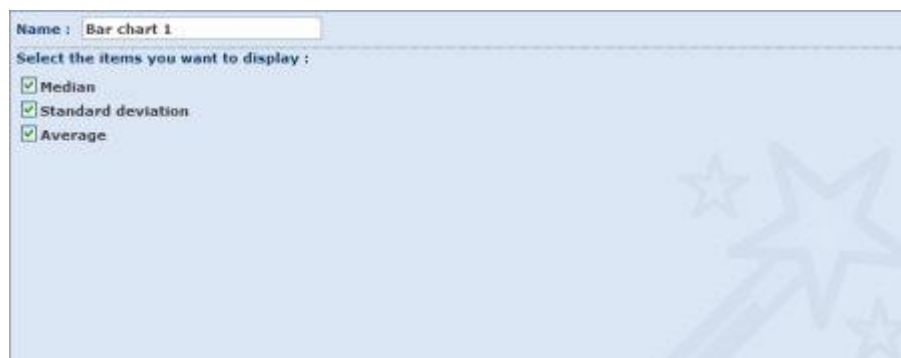 Name : Bar chart 1
Select the items you want to display :
Median
Standard deviation
Average